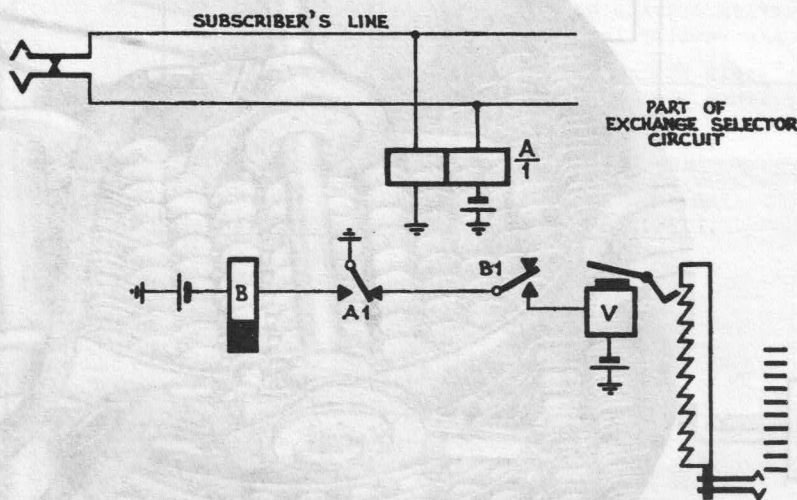 SUBSCRIBER'S LINE
PART OF
EXCHANGE SELECTOR
CIRCUIT
A
1
B
A1
B1
V